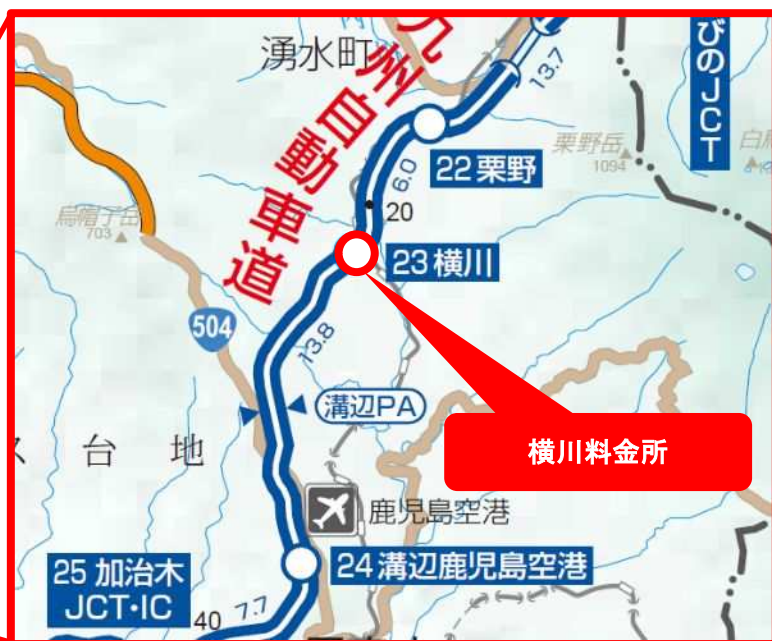 湧水町
九州自動車道
びのJCT
13.7
22 栗野
栗野岳
1094
白鳥
6.0
20
烏帽子岳
703
23 横川
504
13.8
溝辺PA
横川料金所
ス台地
鹿児島空港
24 溝辺鹿児島空港
25 加治木
JCT・IC
40
7.7